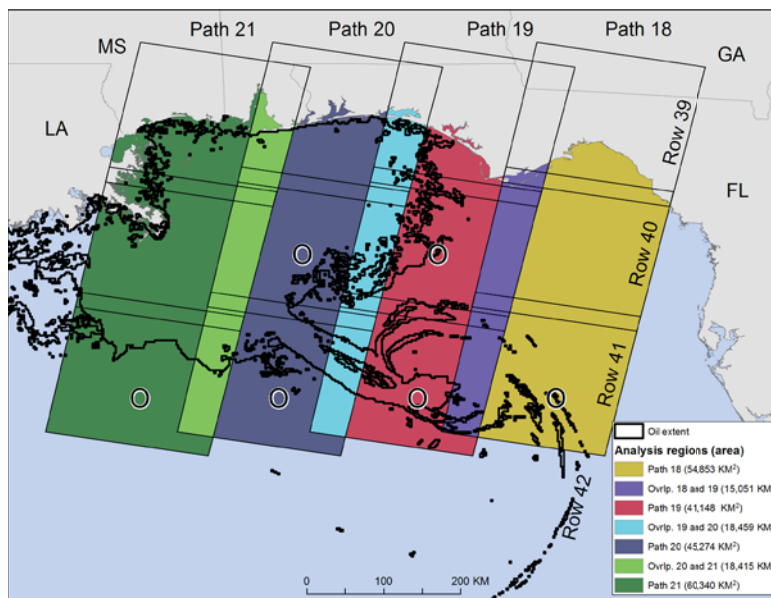 Path 21
Path 20
Path 19
Path 18
MS
GA
LA
FL
Row 39
Row 40
Row 41
Row 42
O
O
O
O
O
O
Oil extent
Analysis regions (area)
Path 18 (54,853 KM²)
Ovrlp. 18 and 19 (15,051 KM²)
Path 19 (41,148 KM²)
Ovrlp. 19 and 20 (18,459 KM²)
Path 20 (45,274 KM²)
Ovrlp. 20 and 21 (18,415 KM²)
Path 21 (60,340 KM²)
0 100 200 KM